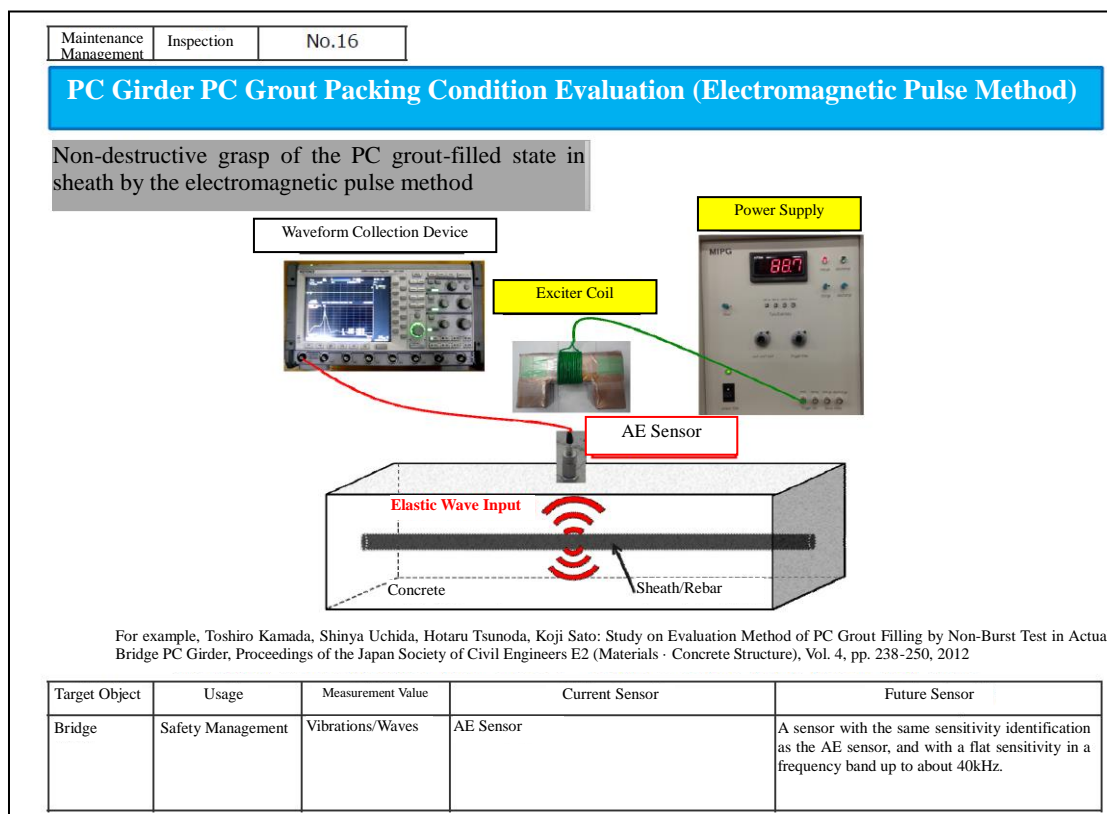 Maintenance Management
Inspection
No.16
PC Girder PC Grout Packing Condition Evaluation (Electromagnetic Pulse Method)
Non-destructive grasp of the PC grout-filled state in
sheath by the electromagnetic pulse method
Power Supply
Waveform Collection Device
MIPG
88.7
Exciter Coil
AE Sensor
Elastic Wave Input
Concrete
Sheath/Rebar
For example, Toshiro Kamada, Shinya Uchida, Hotaru Tsunoda, Koji Sato: Study on Evaluation Method of PC Grout Filling by Non-Burst Test in Actua
Bridge PC Girder, Proceedings of the Japan Society of Civil Engineers E2 (Materials · Concrete Structure), Vol. 4, pp. 238-250, 2012
Target Object
Usage
Measurement Value
Current Sensor
Future Sensor
Bridge
Safety Management
Vibrations/Waves
AE Sensor
A sensor with the same sensitivity identification
as the AE sensor, and with a flat sensitivity in a
frequency band up to about 40kHz.